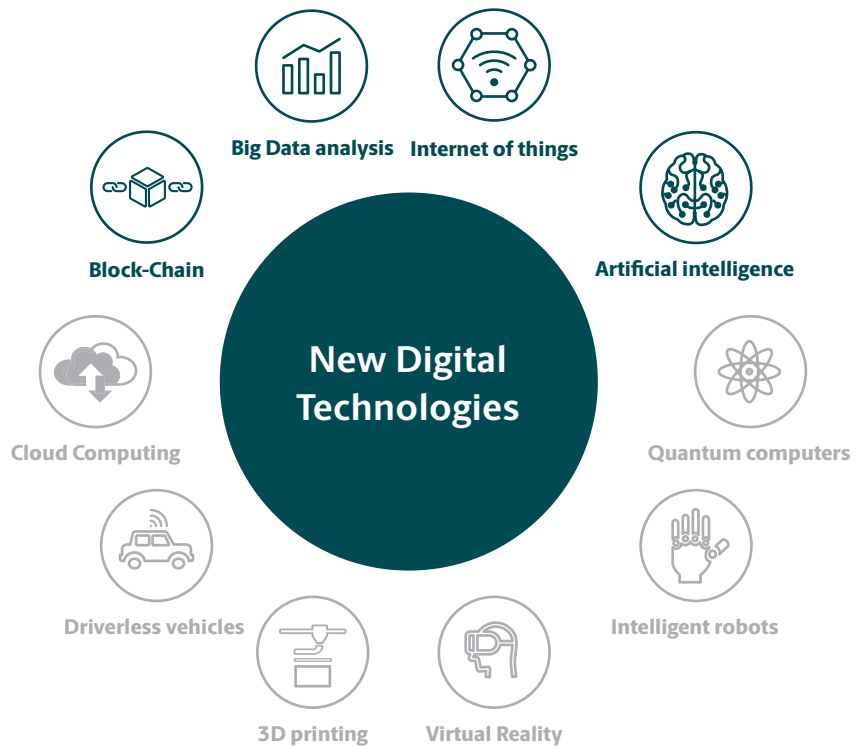 Big Data analysis
Internet of things
Block-Chain
Artificial intelligence
New Digital
Technologies
Cloud Computing
Quantum computers
Driverless vehicles
Intelligent robots
3D printing
Virtual Reality